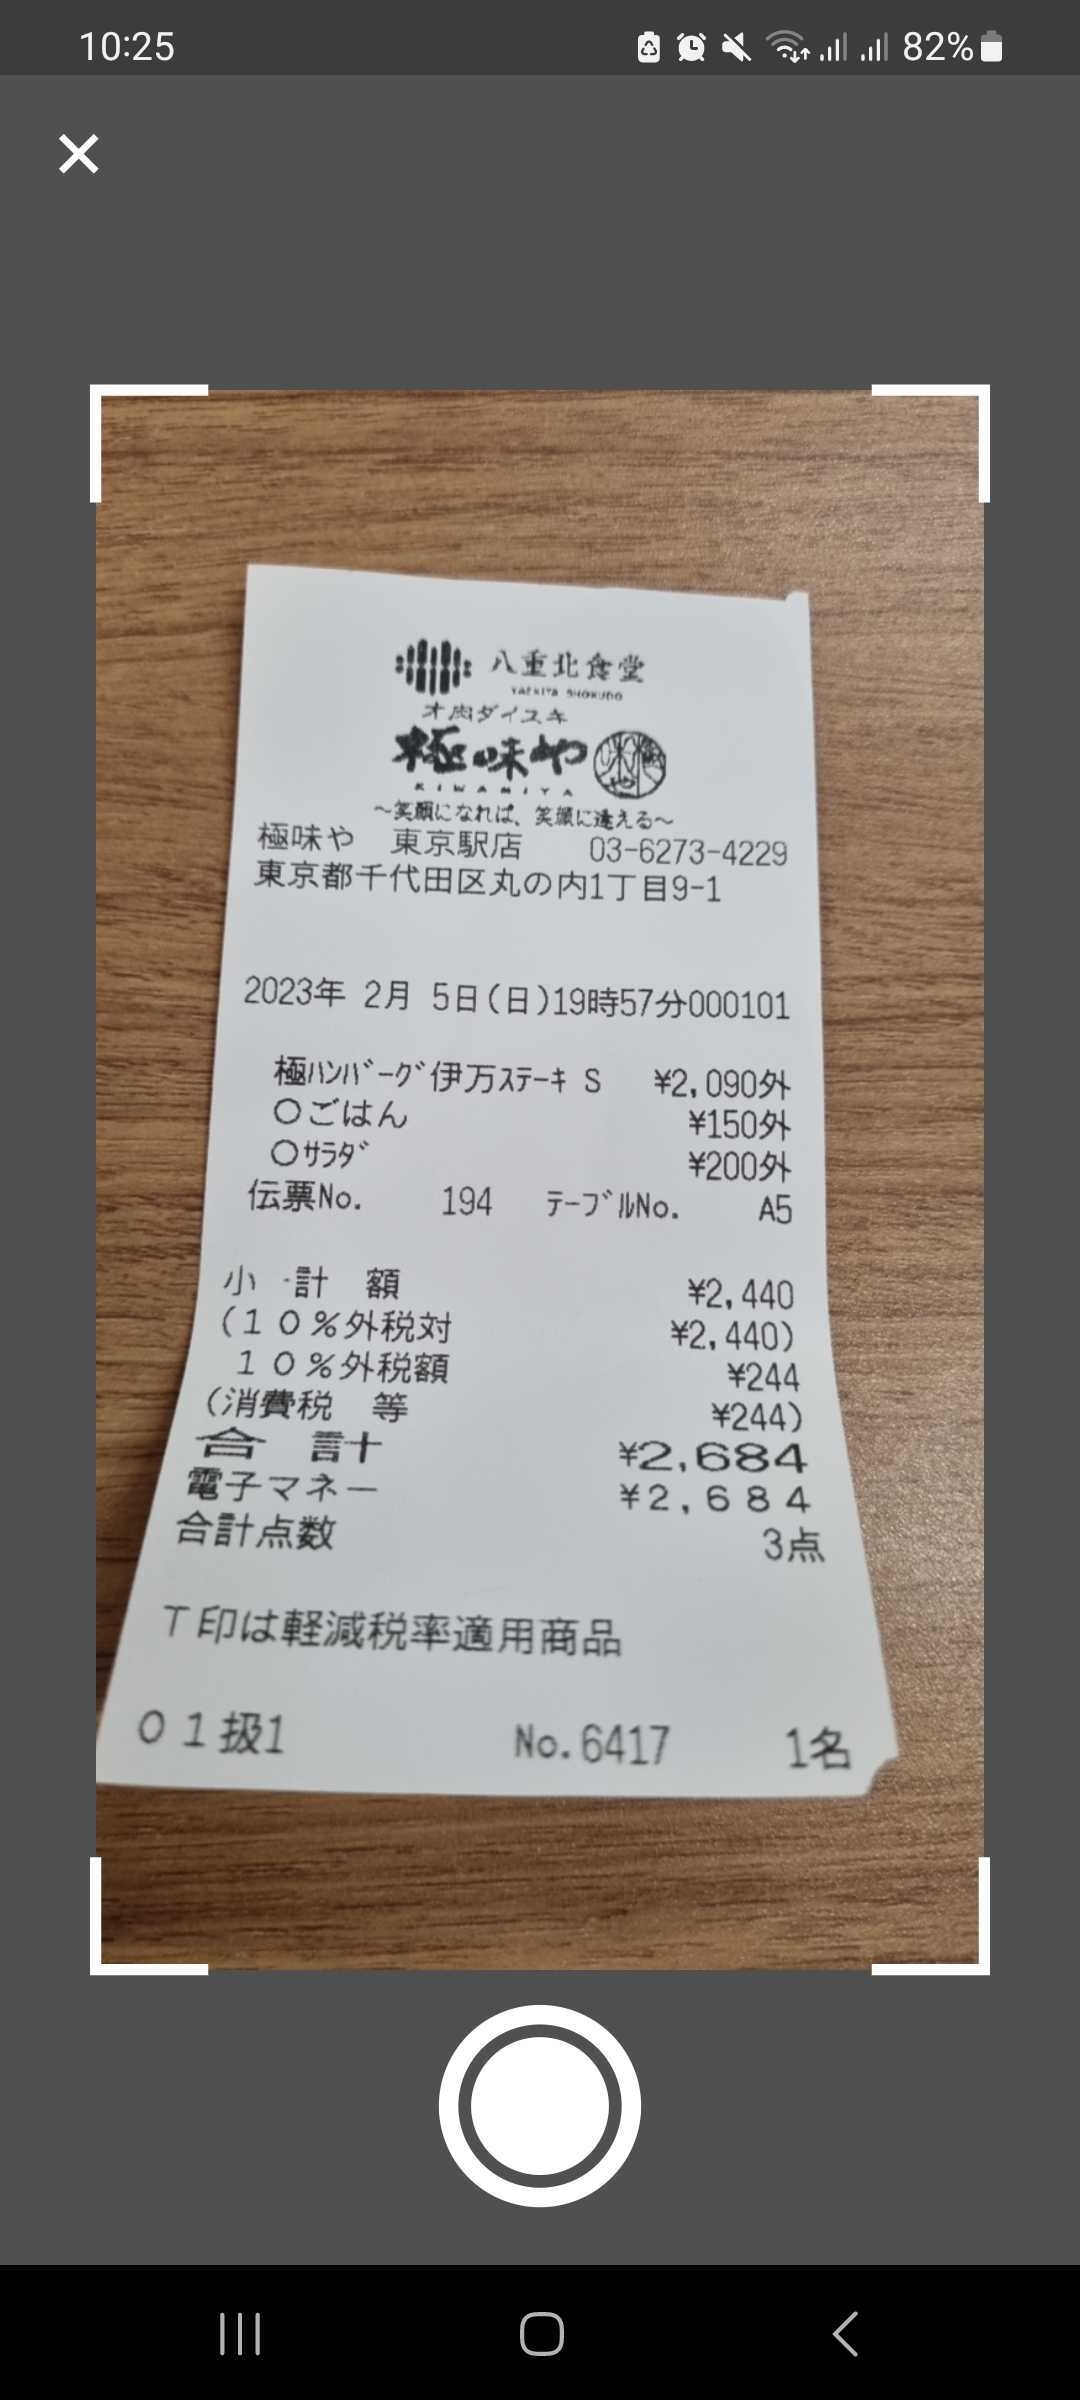 10:25
82%
八重北食堂
YAEKITA SHOKUDO
オ肉ダイスキ
極味や
KIWAMIYA
～笑顔になれば、笑顔に逢える～
極味や 東京駅店 03-6273-4229
東京都千代田区丸の内1丁目9-1
2023年 2月 5日(日)19時57分000101
極ﾊﾝﾊﾞｰｸﾞ伊万ｽﾃｰｷ S ¥2,090外
○ごはん ¥150外
○ｻﾗﾀﾞ ¥200外
伝票No. 194 ﾃｰﾌﾞﾙNo. A5
小 計 額 ¥2,440
(１０％外税対 ¥2,440)
１０％外税額 ¥244
(消費税 等 ¥244)
合 計 ¥2,684
電子マネー ¥2,684
合計点数 3点
Ｔ印は軽減税率適用商品
０１扱1 No.6417 1名